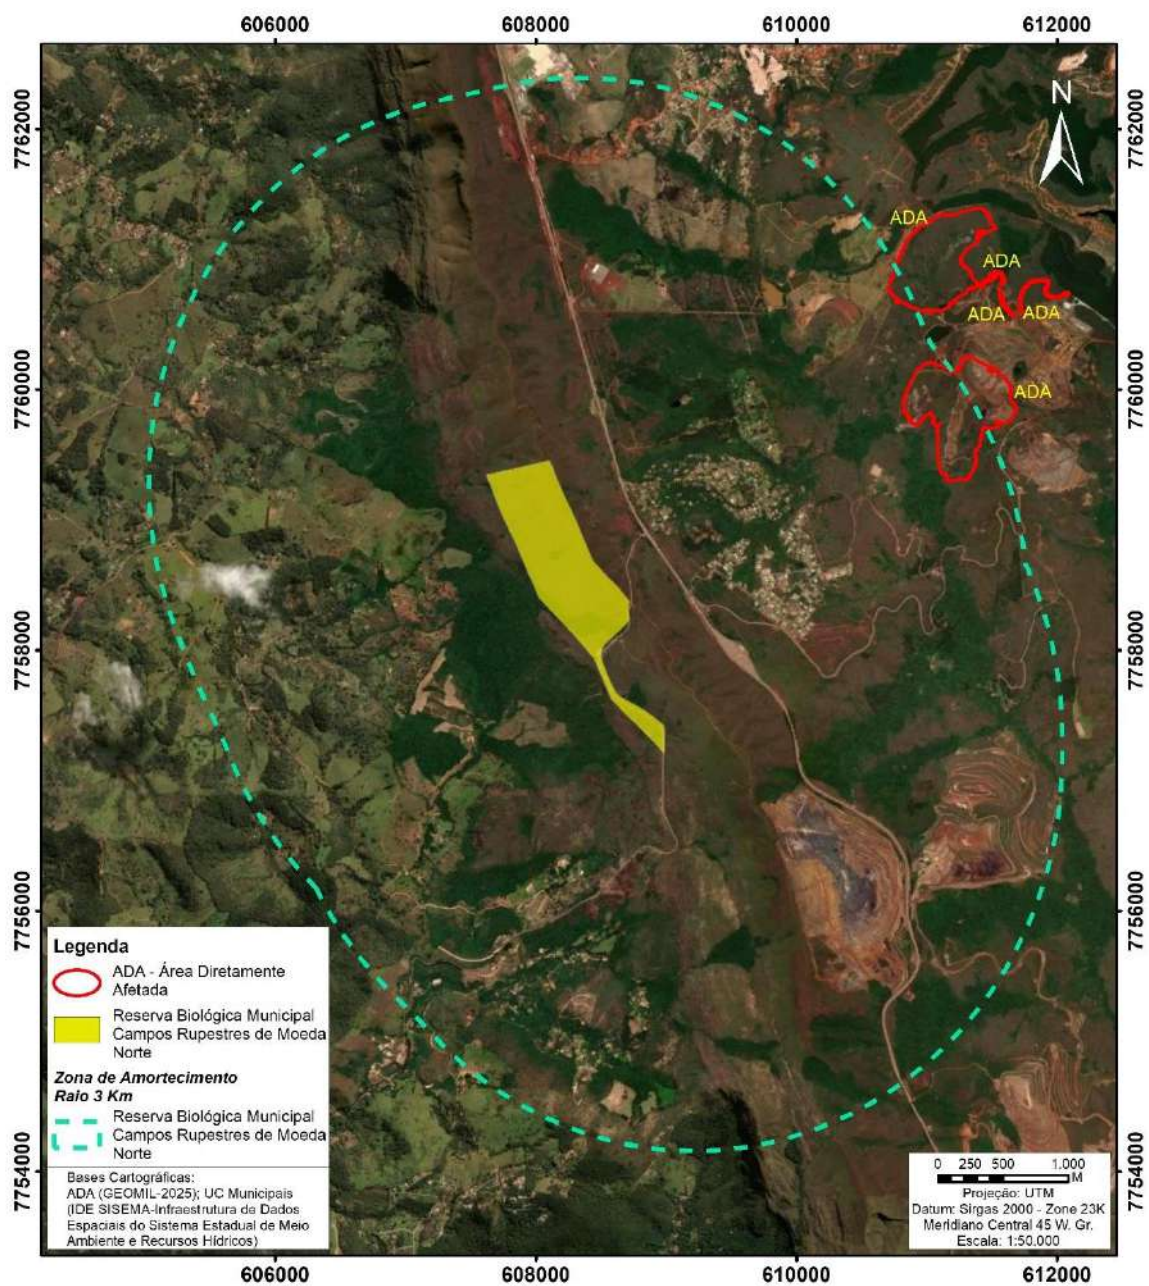 606000
608000
610000
612000
7762000
7762000
N
ADA
ADA
ADA
ADA
7760000
7760000
ADA
7758000
7758000
7756000
7756000
Legenda
ADA - Área Diretamente
Afetada
Reserva Biológica Municipal
Campos Rupestres de Moeda
Norte
Zona de Amortecimento
Raio 3 Km
Reserva Biológica Municipal
Campos Rupestres de Moeda
Norte
Bases Cartográficas:
ADA (GEOMIL-2025); UC Municipais
(IDE SISEMA-Infraestrutura de Dados
Espaciais do Sistema Estadual de Meio
Ambiente e Recursos Hídricos)
7754000
7754000
0 250 500 1.000
M
Projeção: UTM
Datum: Sirgas 2000 - Zone 23K
Meridiano Central 45 W. Gr.
Escala: 1:50.000
606000
608000
610000
612000